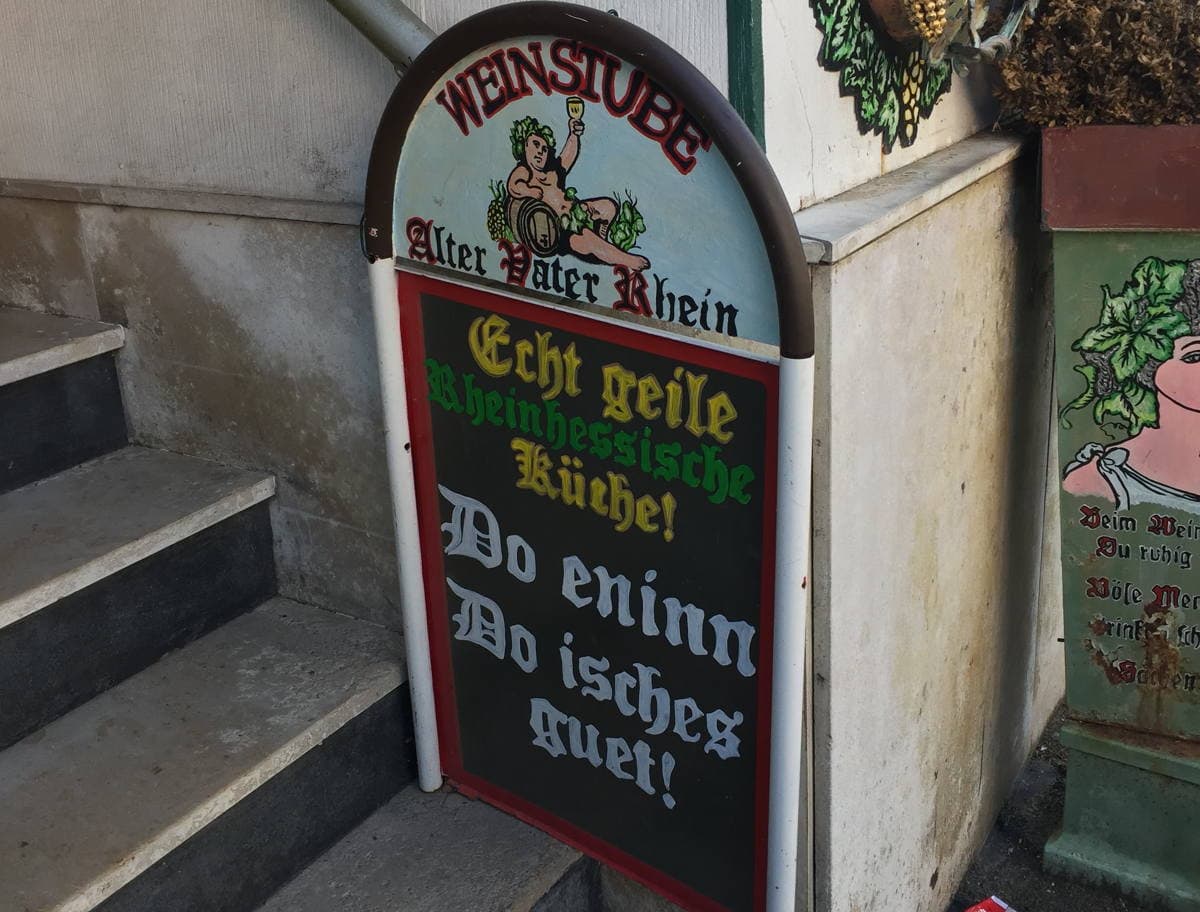 WEINSTUBE
Alter Vater Rhein
Echt geile
Rheinhessische
Küche!
Do eninn
Do isches
guet!
Beim Wein
Du ruhig
Böse Men
trinken sch